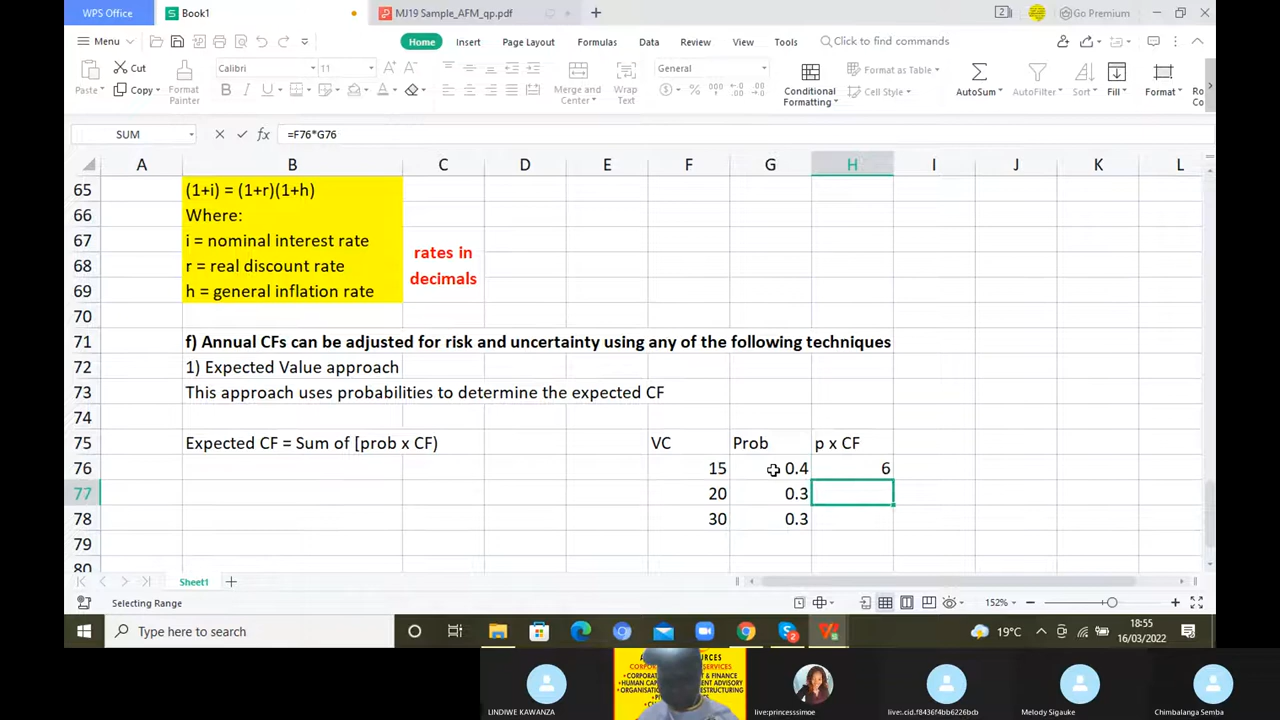 WPS Office
Book1
MJ19 Sample_AFM_qp.pdf
2
Go Premium
Menu
Home
Insert
Page Layout
Formulas
Data
Review
View
Tools
Click to find commands
Paste
Cut
Copy
Format Painter
Calibri
11
Merge and Center
Wrap Text
General
Conditional Formatting
Format as Table
Cell Style
AutoSum
AutoFilter
Sort
Fill
Format
SUM
=F76*G76
A B C D E F G H I J K L
65 (1+i) = (1+r)(1+h)
66 Where:
67 i = nominal interest rate
rates in
68 r = real discount rate
decimals
69 h = general inflation rate
70
71 f) Annual CFs can be adjusted for risk and uncertainty using any of the following techniques
72 1) Expected Value approach
73 This approach uses probabilities to determine the expected CF
74
75 Expected CF = Sum of [prob x CF) VC Prob p x CF
76 15 0.4 6
77 20 0.3
78 30 0.3
79
80
Sheet1
Selecting Range
152%
Type here to search
19°C
18:55
16/03/2022
LINDIWE KAWANZA
live:princesssimoe
live:.cid.f8436f4bb6226bcb
Melody Sigauke
Chimbalanga Semba